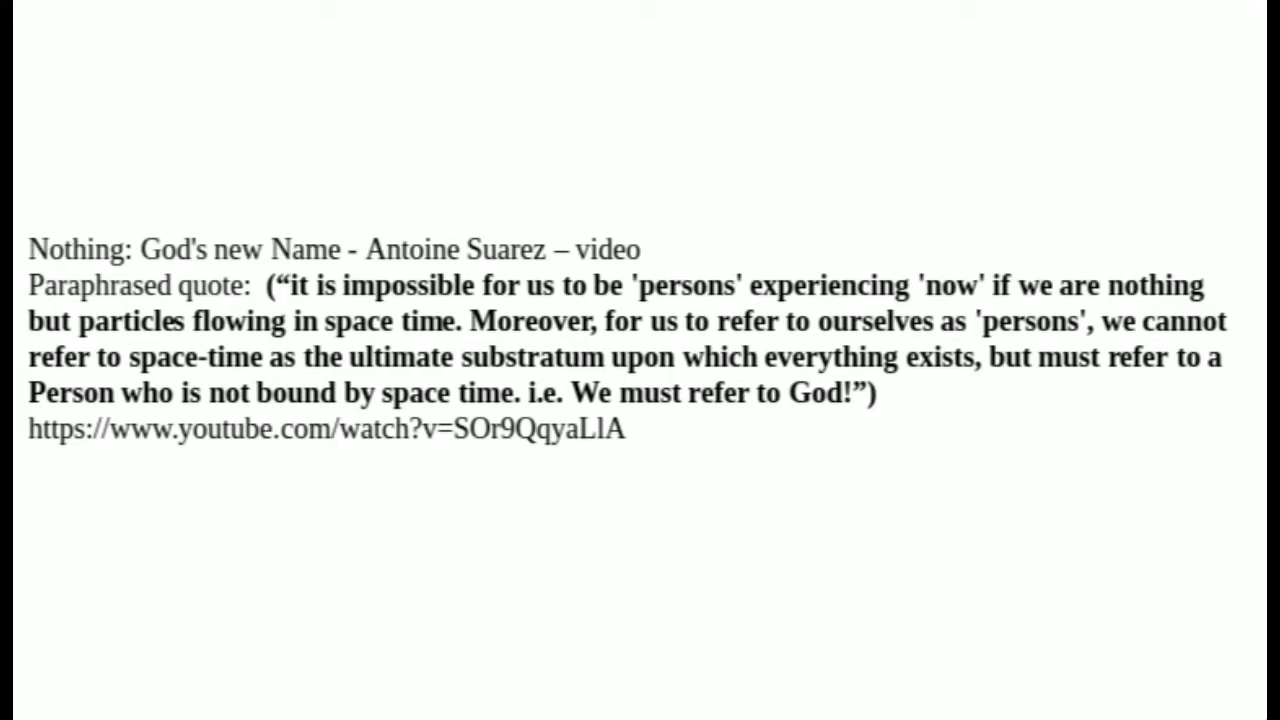 Nothing: God's new Name - Antoine Suarez – video
Paraphrased quote:  (“it is impossible for us to be 'persons' experiencing 'now' if we are nothing
but particles flowing in space time. Moreover, for us to refer to ourselves as 'persons', we cannot
refer to space-time as the ultimate substratum upon which everything exists, but must refer to a
Person who is not bound by space time. i.e. We must refer to God!”)
https://www.youtube.com/watch?v=SOr9QqyaLlA